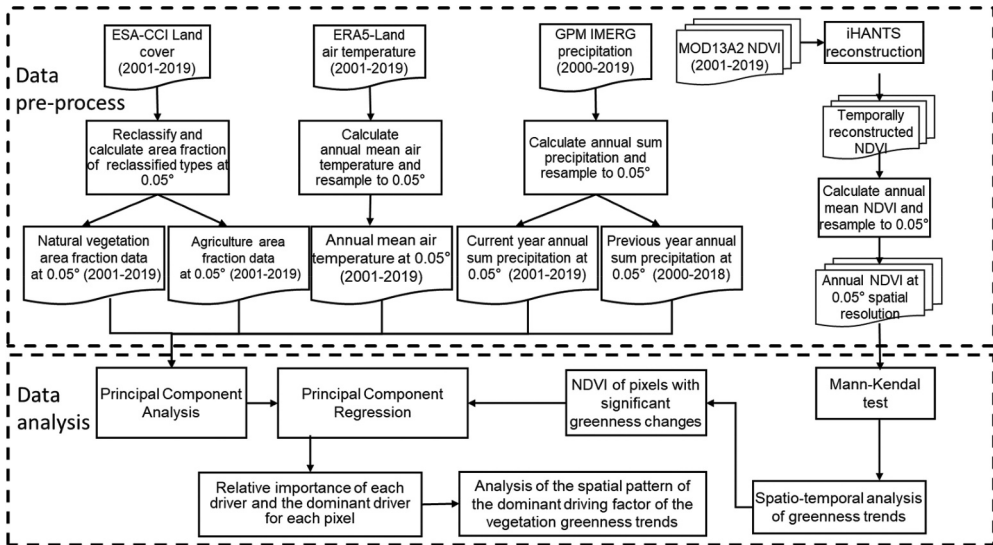 Data
pre-process
ESA-CCI Land
cover
(2001-2019)
ERA5-Land
air temperature
(2001-2019)
GPM IMERG
precipitation
(2000-2019)
MOD13A2 NDVI
(2001-2019)
iHANTS
reconstruction
Reclassify and
calculate area fraction
of reclassified types at
0.05°
Calculate
annual mean air
temperature and
resample to 0.05°
Calculate annual sum
precipitation and
resample to 0.05°
Temporally
reconstructed
NDVI
Calculate annual
mean NDVI and
resample to 0.05°
Natural vegetation
area fraction data
at 0.05° (2001-2019)
Agriculture area
fraction data
at 0.05° (2001-2019)
Annual mean air
temperature at 0.05°
(2001-2019)
Current year annual
sum precipitation at
0.05° (2001-2019)
Previous year annual
sum precipitation at
0.05° (2000-2018)
Annual NDVI at
0.05° spatial
resolution
Data
analysis
Principal Component
Analysis
Principal Component
Regression
NDVI of pixels with
significant
greenness changes
Mann-Kendal
test
Relative importance of each
driver and the dominant driver
for each pixel
Analysis of the spatial pattern
of the dominant driving factor of
the vegetation greenness trends
Spatio-temporal analysis
of greenness trends